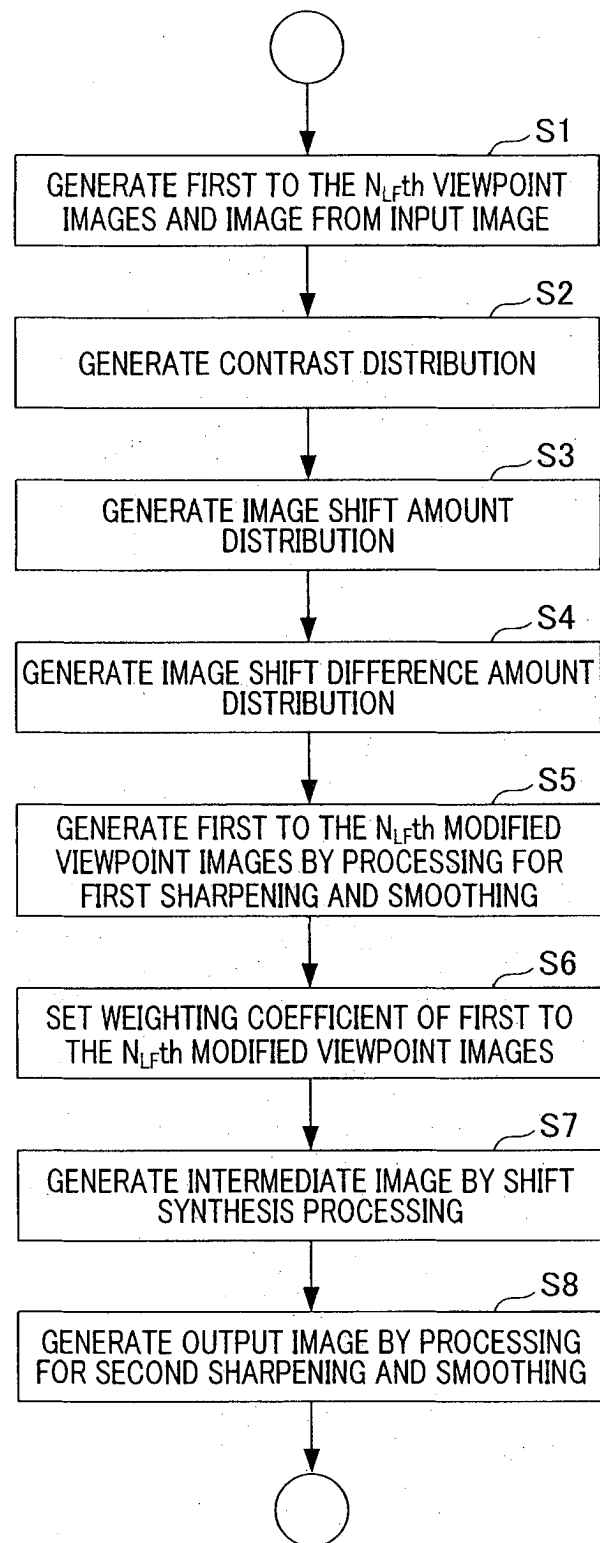 S1
GENERATE FIRST TO THE N_LFth VIEWPOINT
IMAGES AND IMAGE FROM INPUT IMAGE
S2
GENERATE CONTRAST DISTRIBUTION
S3
GENERATE IMAGE SHIFT AMOUNT
DISTRIBUTION
S4
GENERATE IMAGE SHIFT DIFFERENCE AMOUNT
DISTRIBUTION
S5
GENERATE FIRST TO THE N_LFth MODIFIED
VIEWPOINT IMAGES BY PROCESSING FOR
FIRST SHARPENING AND SMOOTHING
S6
SET WEIGHTING COEFFICIENT OF FIRST TO
THE N_LFth MODIFIED VIEWPOINT IMAGES
S7
GENERATE INTERMEDIATE IMAGE BY SHIFT
SYNTHESIS PROCESSING
S8
GENERATE OUTPUT IMAGE BY PROCESSING
FOR SECOND SHARPENING AND SMOOTHING